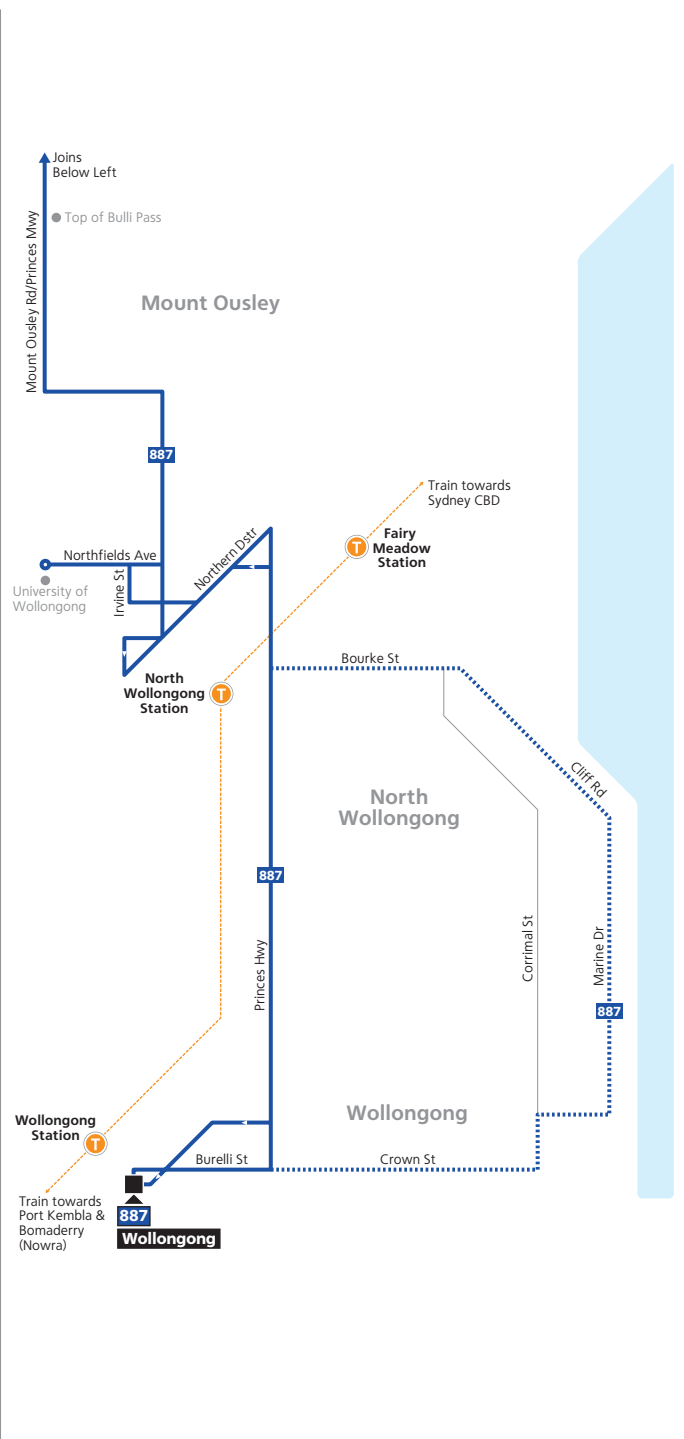 Joins
Below Left
Top of Bulli Pass
Mount Ousley Rd/Princes Mwy
Mount Ousley
887
Train towards
Sydney CBD
Fairy
Meadow
Station
T
Northern Dstr
Northfields Ave
Irvine St
University of
Wollongong
Bourke St
North
Wollongong
Station
T
Cliff Rd
North
Wollongong
887
Princes Hwy
Corrimal St
Marine Dr
887
Wollongong
Wollongong
Station
T
Burelli St
Crown St
Train towards
Port Kembla &
Bomaderry
(Nowra)
887
Wollongong